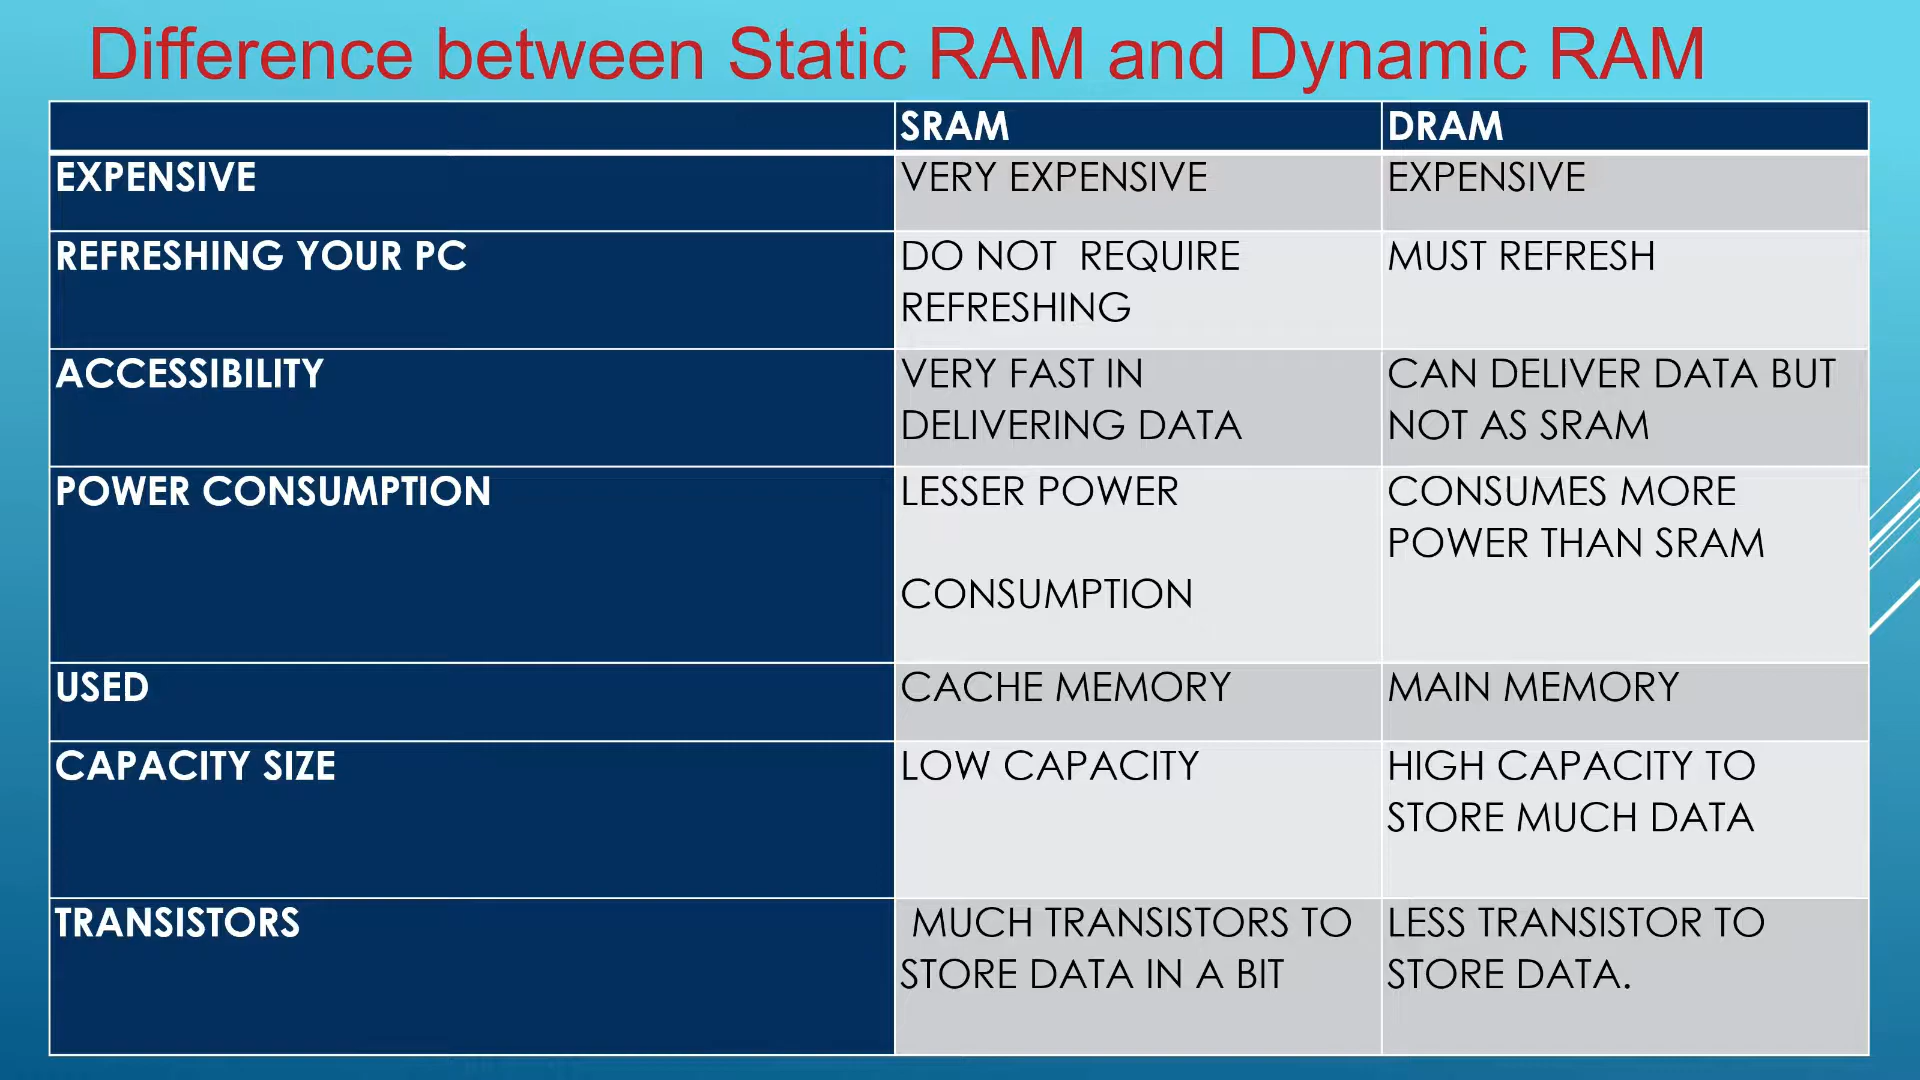 Difference between Static RAM and Dynamic RAM
SRAM
DRAM
EXPENSIVE
VERY EXPENSIVE
EXPENSIVE
REFRESHING YOUR PC
DO NOT REQUIRE
REFRESHING
MUST REFRESH
ACCESSIBILITY
VERY FAST IN
DELIVERING DATA
CAN DELIVER DATA BUT
NOT AS SRAM
POWER CONSUMPTION
LESSER POWER
CONSUMPTION
CONSUMES MORE
POWER THAN SRAM
USED
CACHE MEMORY
MAIN MEMORY
CAPACITY SIZE
LOW CAPACITY
HIGH CAPACITY TO
STORE MUCH DATA
TRANSISTORS
MUCH TRANSISTORS TO
STORE DATA IN A BIT
LESS TRANSISTOR TO
STORE DATA.